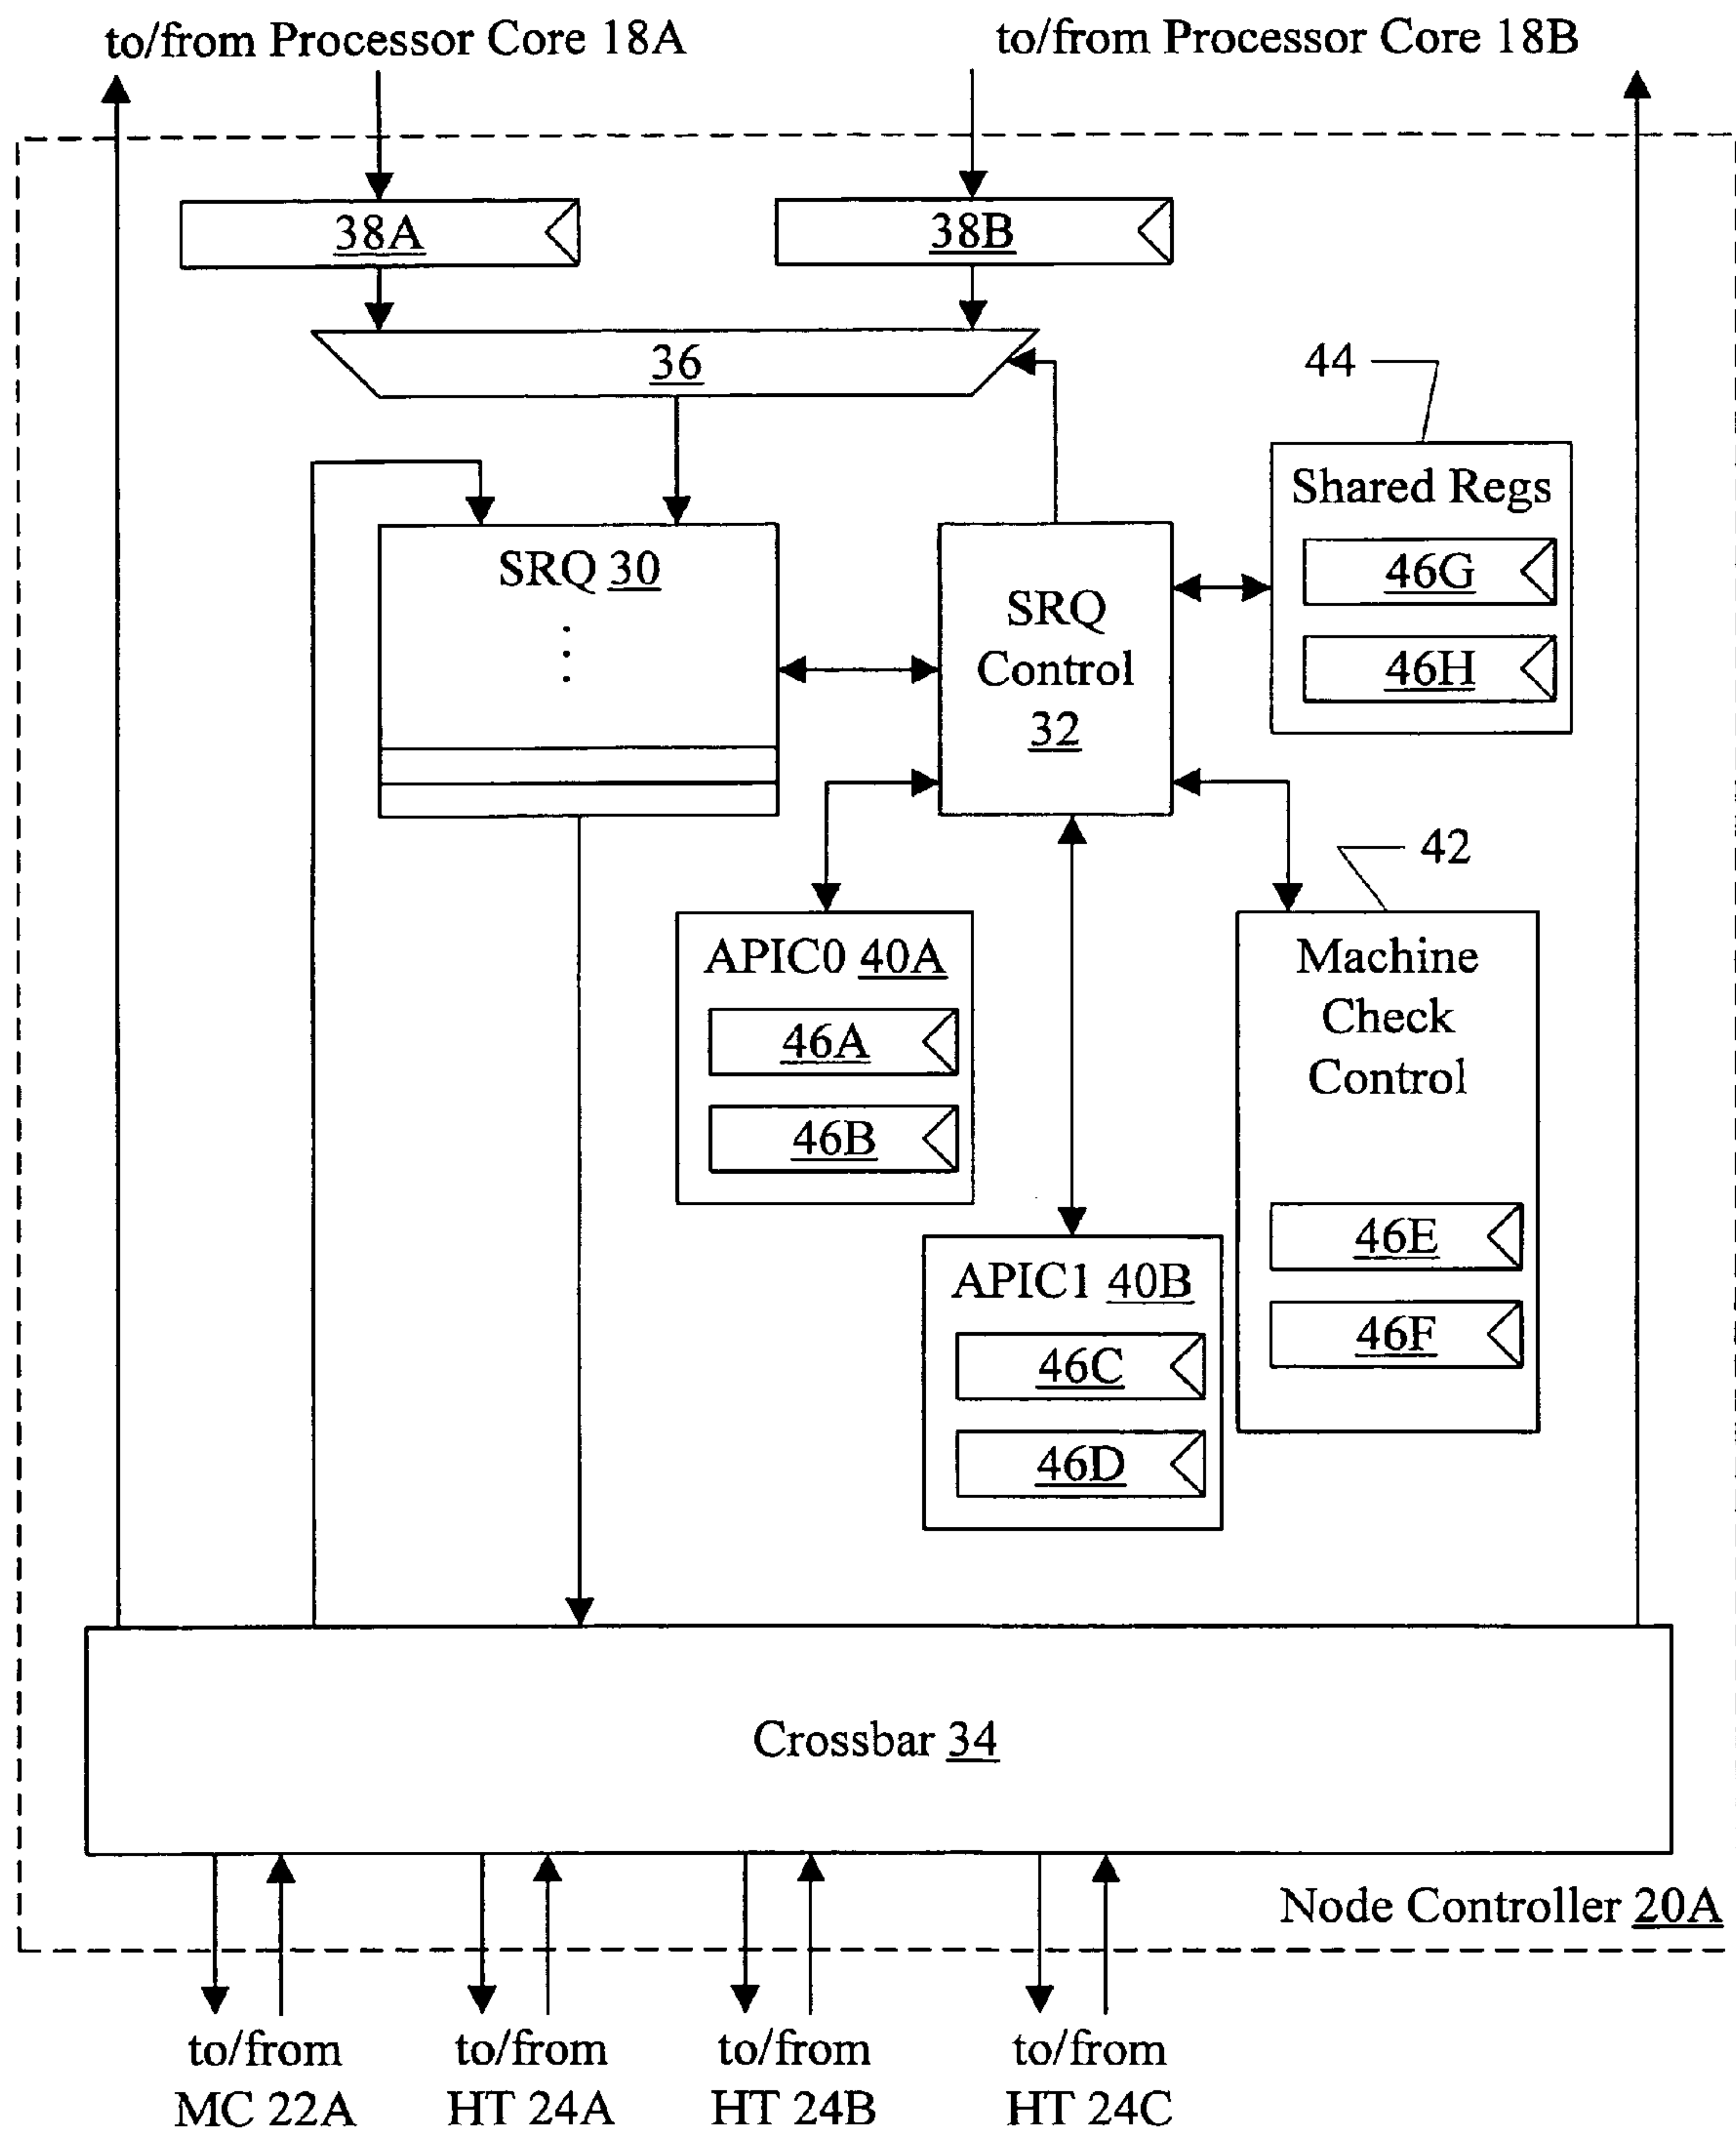 to/from Processor Core 18A
to/from Processor Core 18B
38A
38B
36
44
Shared Regs
46G
46H
SRQ 30
SRQ
Control
32
42
APIC0 40A
46A
46B
Machine
Check
Control
46E
46F
APIC1 40B
46C
46D
Crossbar 34
Node Controller 20A
to/from
MC 22A
to/from
HT 24A
to/from
HT 24B
to/from
HT 24C